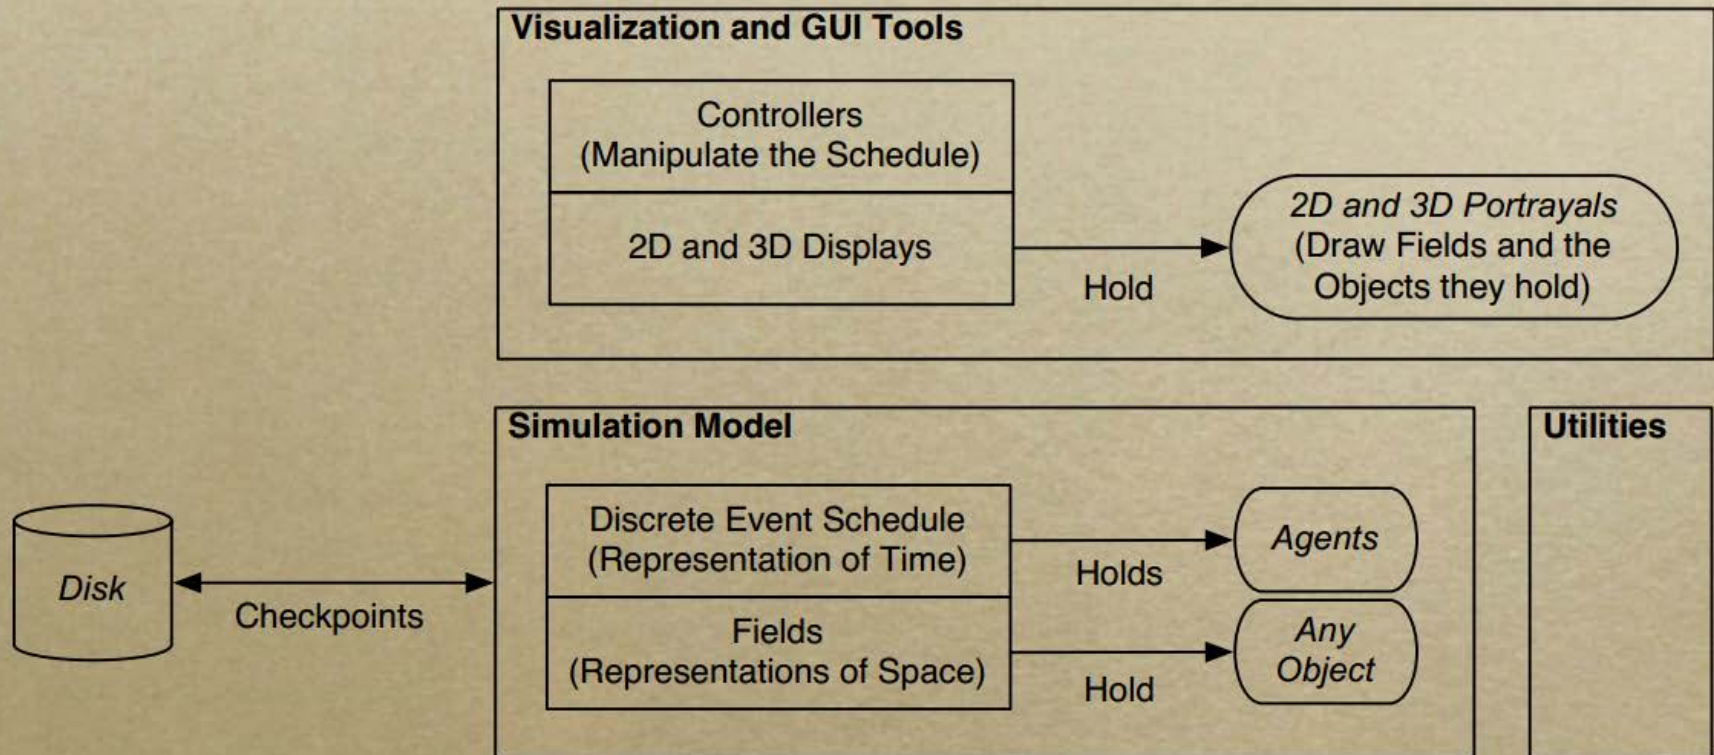 Visualization and GUI Tools
Controllers
(Manipulate the Schedule)
2D and 3D Displays
Hold
2D and 3D Portrayals
(Draw Fields and the
Objects they hold)
Simulation Model
Utilities
Disk
Checkpoints
Discrete Event Schedule
(Representation of Time)
Holds
Agents
Fields
(Representations of Space)
Hold
Any
Object